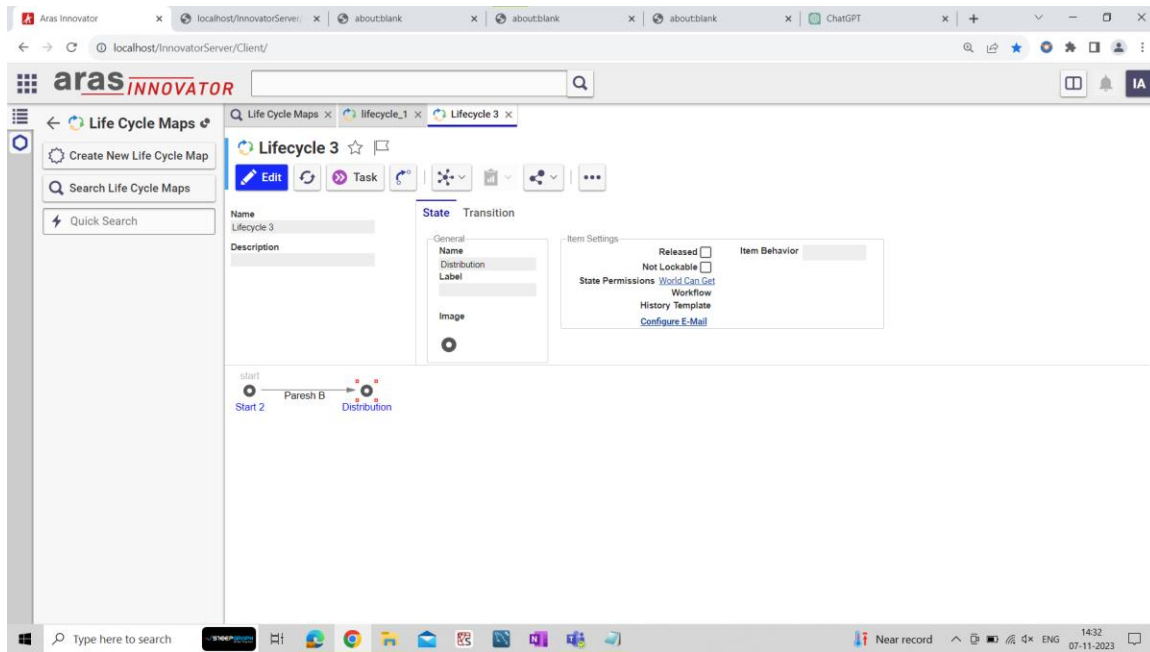 Aras Innovator
localhost/InnovatorServer/
about:blank
about:blank
about:blank
ChatGPT
localhost/InnovatorServer/Client/
aras INNOVATOR
IA
Life Cycle Maps
Create New Life Cycle Map
Search Life Cycle Maps
Quick Search
Life Cycle Maps
lifecycle_1
Lifecycle 3
Lifecycle 3
Edit
Task
Name
Lifecycle 3
Description
State Transition
General
Name
Distribution
Label
Image
Item Settings
Released
Not Lockable
State Permissions World Can Get
Workflow
History Template
Configure E-Mail
Item Behavior
start
Paresh B
Start 2
Distribution
Type here to search
Near record
ENG
14:32
07-11-2023